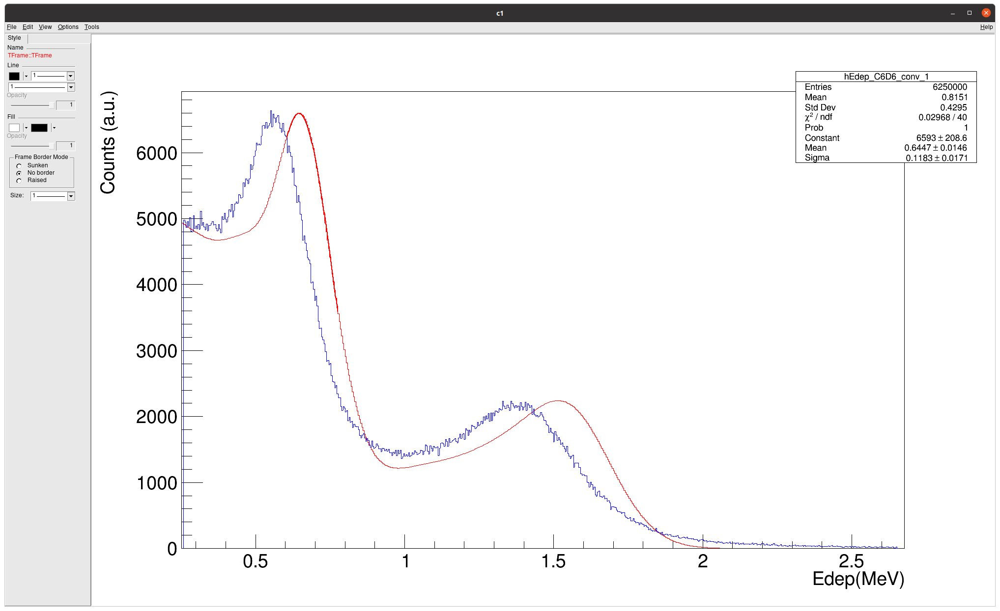 c1
File Edit View Options Tools Help
Style
Name
TFrame::TFrame
Line
1
1
Opacity
1
Fill
Opacity
1
Frame Border Mode
Sunken
No border
Raised
Size: 1
hEdep_C6D6_conv_1
Entries 6250000
Mean 0.8151
Std Dev 0.4295
χ² / ndf 0.02968 / 40
Prob 1
Constant 6593 ± 208.6
Mean 0.6447 ± 0.0146
Sigma 0.1183 ± 0.0171
Counts (a.u.)
6000
5000
4000
3000
2000
1000
0
0.5 1 1.5 2 2.5
Edep(MeV)